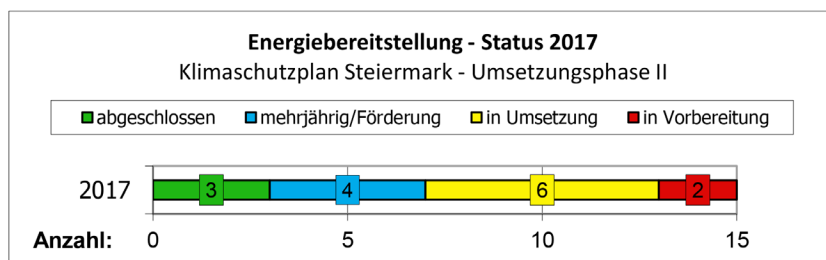 Energiebereitstellung - Status 2017
Klimaschutzplan Steiermark - Umsetzungsphase II
abgeschlossen mehrjährig/Förderung in Umsetzung in Vorbereitung
2017 3 4 6 2
Anzahl: 0 5 10 15